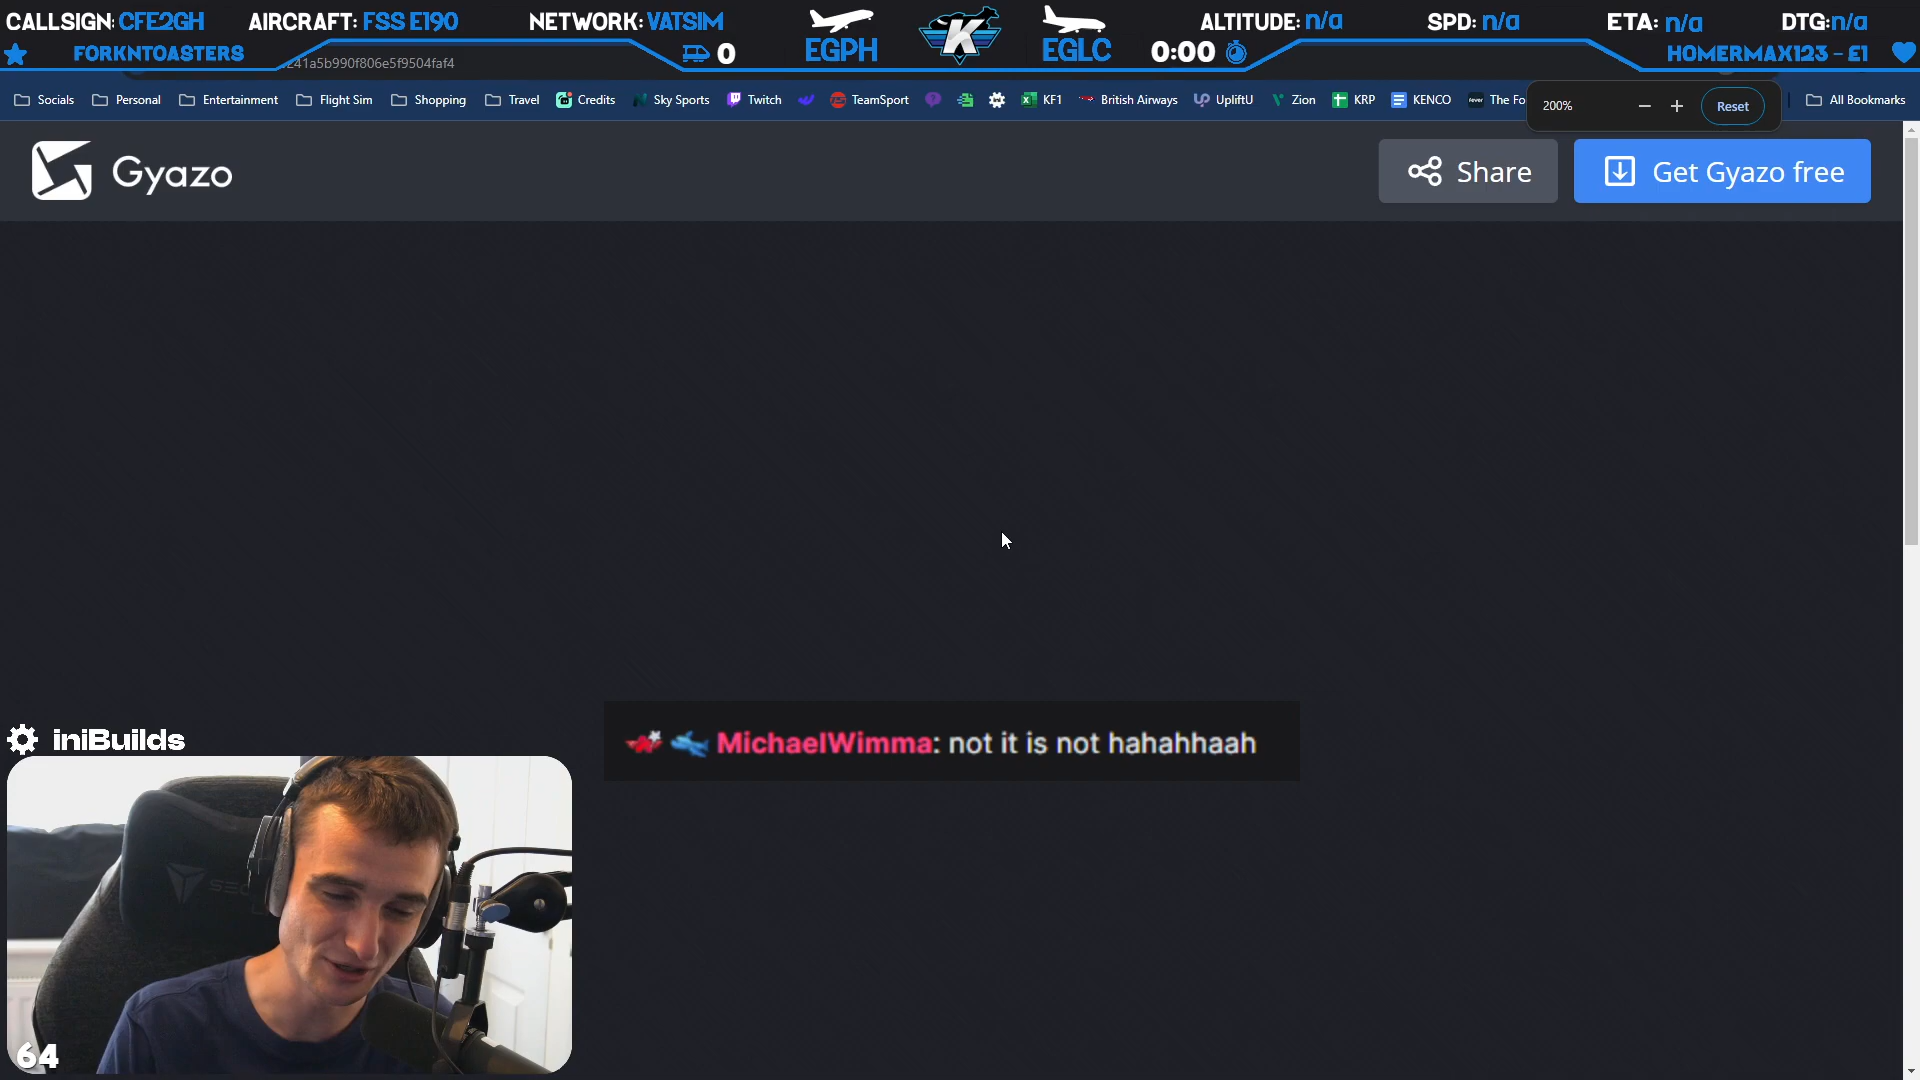 CALLSIGN: CFE2GH
AIRCRAFT: FSS E190
NETWORK: VATSIM
EGPH
K
EGLC
ALTITUDE: n/a
SPD: n/a
ETA: n/a
DTG:n/a
FORKNTOASTERS
0
0:00
HOMERMAX123 - £1
241a5b990f806e5f9504faf4
Socials
Personal
Entertainment
Flight Sim
Shopping
Travel
Credits
Sky Sports
Twitch
TeamSport
KF1
British Airways
UpliftU
Zion
KRP
KENCO
The Fo
200%
Reset
All Bookmarks
Gyazo
Share
Get Gyazo free
MichaelWimma: not it is not hahahhaah
iniBuilds
64